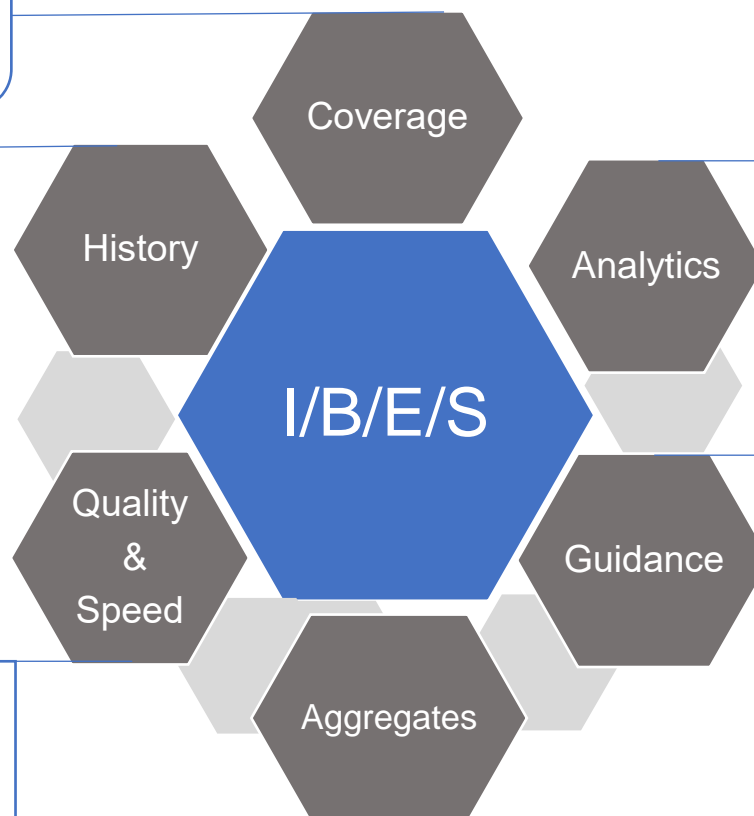 Coverage
History
Analytics
I/B/E/S
Quality
&
Speed
Guidance
Aggregates